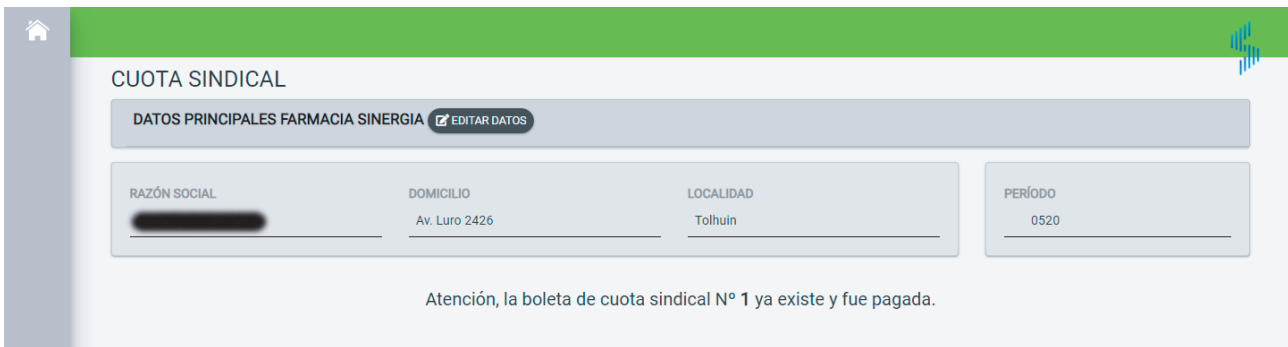 CUOTA SINDICAL
DATOS PRINCIPALES FARMACIA SINERGIA EDITAR DATOS
RAZÓN SOCIAL DOMICILIO LOCALIDAD PERÍODO
Av. Luro 2426 Tolhuin 0520
Atención, la boleta de cuota sindical Nº 1 ya existe y fue pagada.